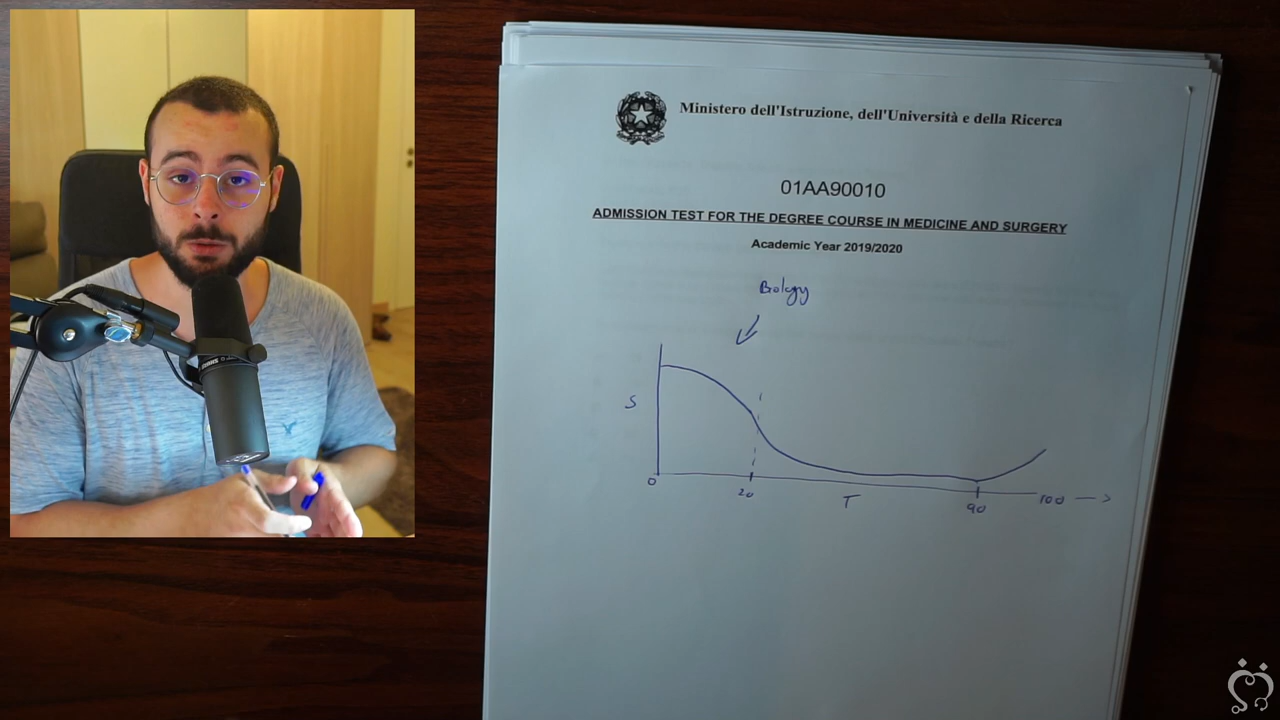 Ministero dell'Istruzione, dell'Università e della Ricerca
01AA90010
ADMISSION TEST FOR THE DEGREE COURSE IN MEDICINE AND SURGERY
Academic Year 2019/2020
Biology
S
0
20
T
90
100
SHURE